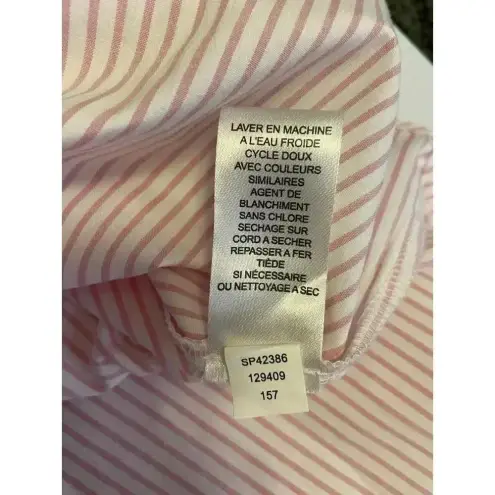 LAVER EN MACHINE
A L'EAU FROIDE
CYCLE DOUX
AVEC COULEURS
SIMILAIRES
AGENT DE
BLANCHIMENT
SANS CHLORE
SECHAGE SUR
CORD A SECHER
REPASSER A FER
TIÈDE
SI NÉCESSAIRE
OU NETTOYAGE A SEC
SP42386
129409
157